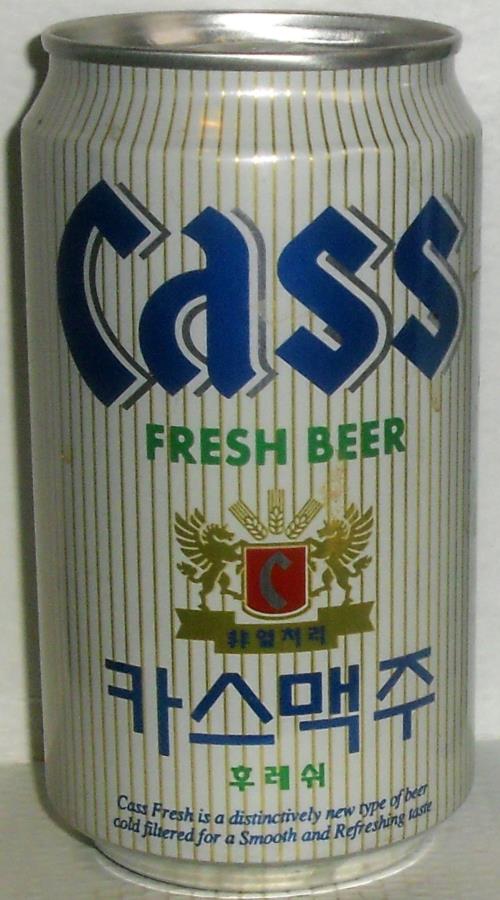 Cass
FRESH BEER
C
비열처리
카스맥주
후레쉬
Cass Fresh is a distinctively new type of beer
cold filtered for a Smooth and Refreshing taste